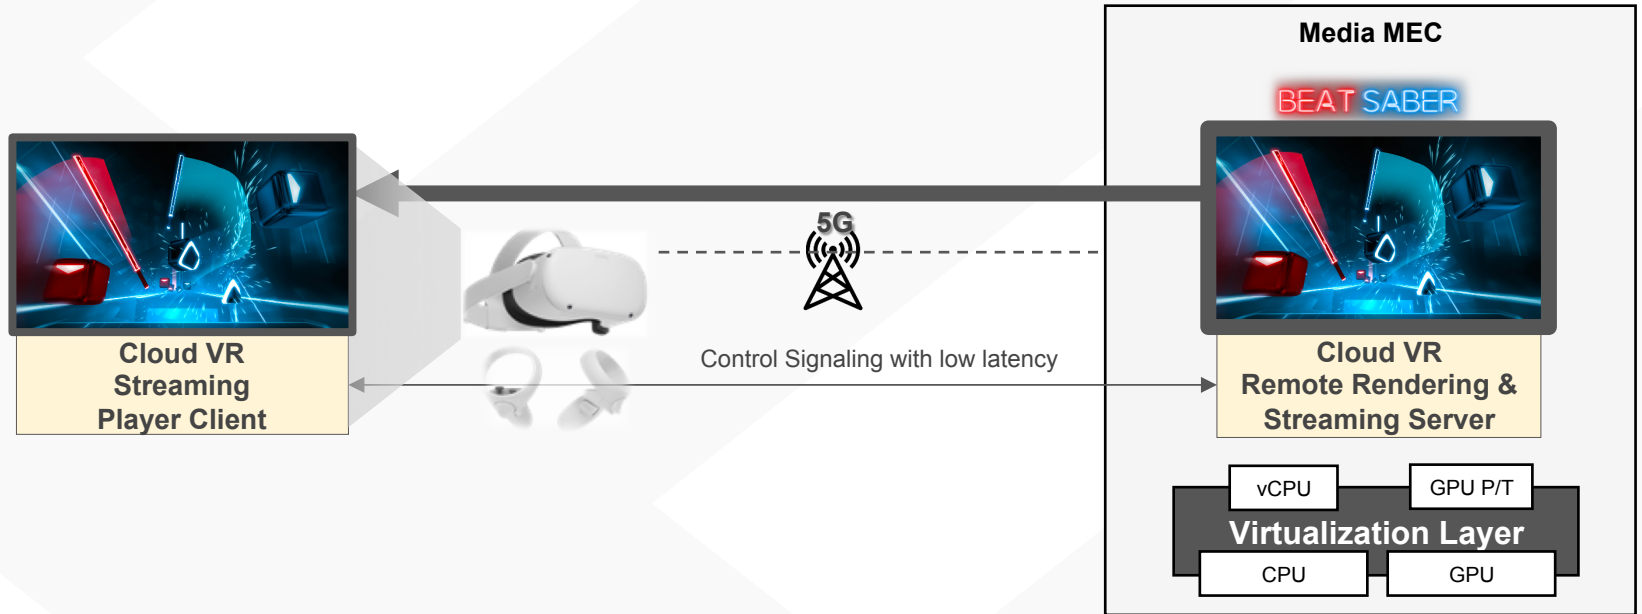 Media MEC
BEAT SABER
5G
Control Signaling with low latency
Cloud VR
Streaming
Player Client
Cloud VR
Remote Rendering &
Streaming Server
vCPU
GPU P/T
Virtualization Layer
CPU
GPU